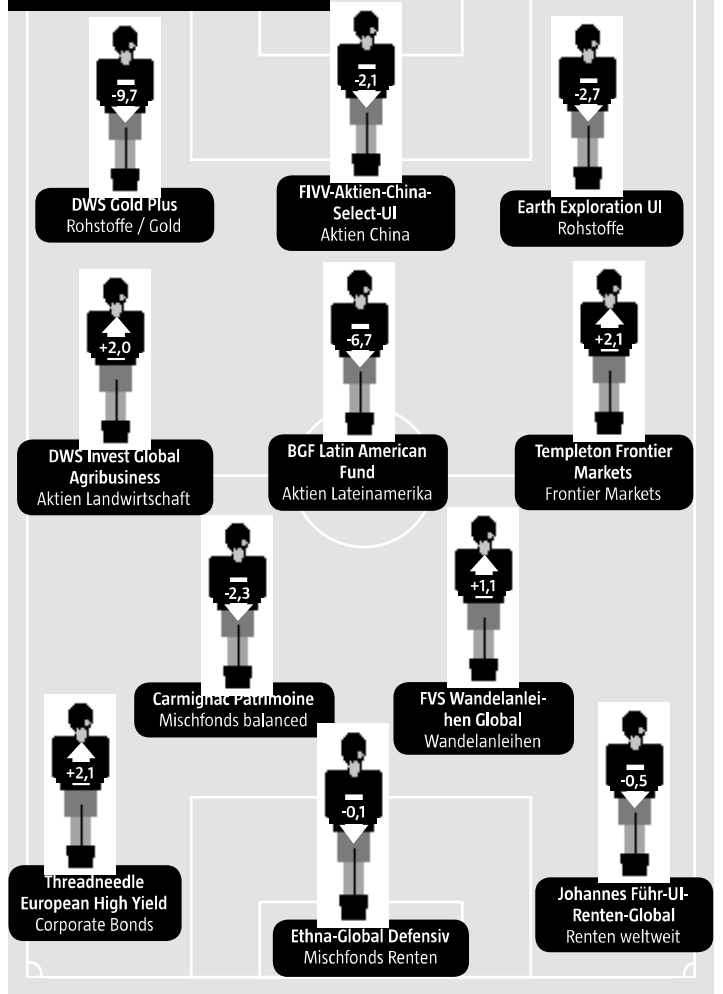 -9,7
DWS Gold Plus
Rohstoffe / Gold
-2,1
FIVV-Aktien-China-
Select-UI
Aktien China
-2,7
Earth Exploration UI
Rohstoffe
+2,0
DWS Invest Global
Agribusiness
Aktien Landwirtschaft
-6,7
BGF Latin American
Fund
Aktien Lateinamerika
+2,1
Templeton Frontier
Markets
Frontier Markets
-2,3
Carmignac Patrimoine
Mischfonds balanced
+1,1
FVS Wandelanlei-
hen Global
Wandelanleihen
+2,1
Threadneedle
European High Yield
Corporate Bonds
-0,1
Ethna-Global Defensiv
Mischfonds Renten
-0,5
Johannes Führ-UI-
Renten-Global
Renten weltweit